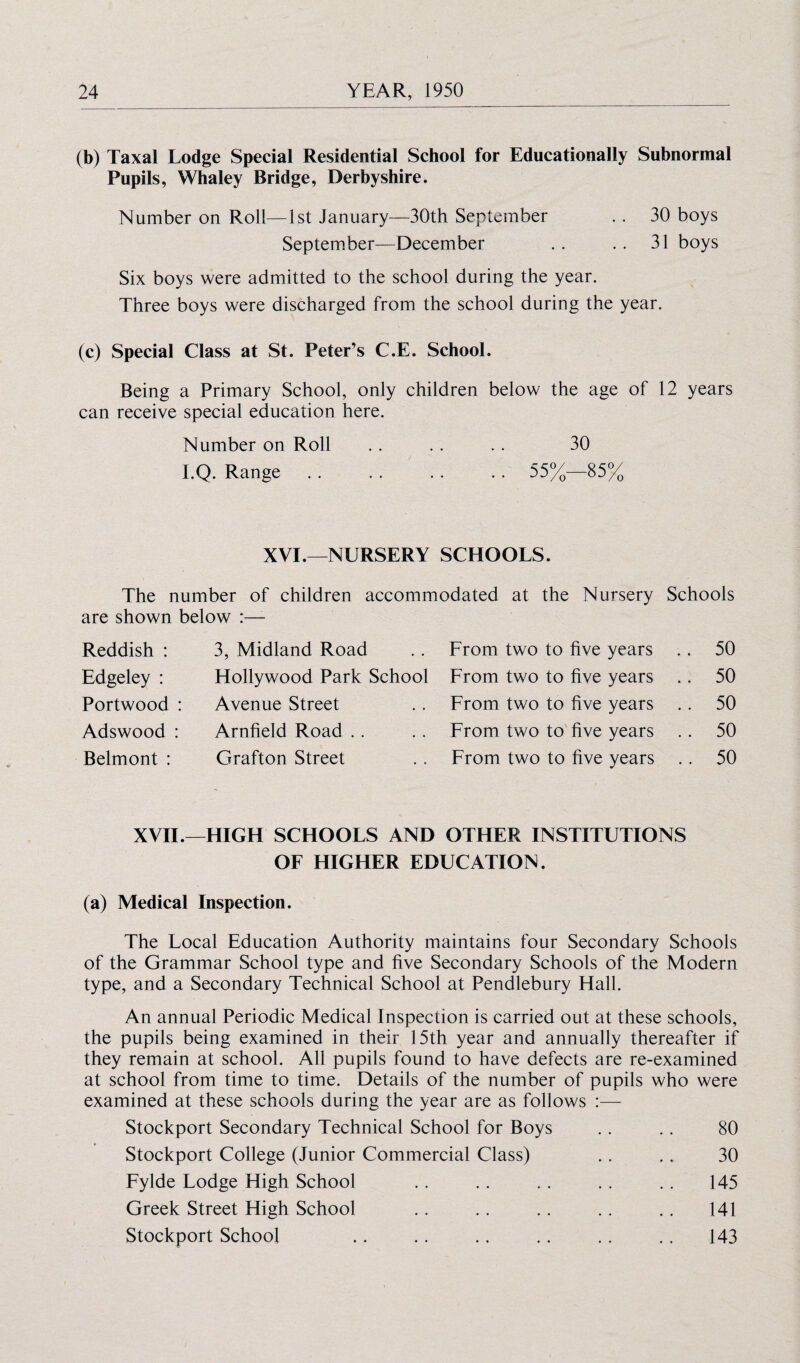 24 YEAR, 1950
(b) Taxal Lodge Special Residential School for Educationally Subnormal
Pupils, Whaley Bridge, Derbyshire.
Number on Roll—1st January—30th September .. 30 boys
September—December .. .. 31 boys
Six boys were admitted to the school during the year.
Three boys were discharged from the school during the year.
(c) Special Class at St. Peter's C.E. School.
Being a Primary School, only children below the age of 12 years
can receive special education here.
Number on Roll .. .. .. 30
I.Q. Range .. .. .. .. 55%—85%
XVI.—NURSERY SCHOOLS.
The number of children accommodated at the Nursery Schools
are shown below :—
Reddish : 3, Midland Road .. From two to five years .. 50
Edgeley : Hollywood Park School From two to five years .. 50
Portwood : Avenue Street .. From two to five years .. 50
Adswood : Arnfield Road .. .. From two to five years .. 50
Belmont : Grafton Street .. From two to five years .. 50
XVII.—HIGH SCHOOLS AND OTHER INSTITUTIONS
OF HIGHER EDUCATION.
(a) Medical Inspection.
The Local Education Authority maintains four Secondary Schools
of the Grammar School type and five Secondary Schools of the Modern
type, and a Secondary Technical School at Pendlebury Hall.
An annual Periodic Medical Inspection is carried out at these schools,
the pupils being examined in their 15th year and annually thereafter if
they remain at school. All pupils found to have defects are re-examined
at school from time to time. Details of the number of pupils who were
examined at these schools during the year are as follows :—
Stockport Secondary Technical School for Boys .. .. 80
Stockport College (Junior Commercial Class) .. .. 30
Fylde Lodge High School .. .. .. .. .. 145
Greek Street High School .. .. .. .. .. 141
Stockport School .. .. .. .. .. .. 143